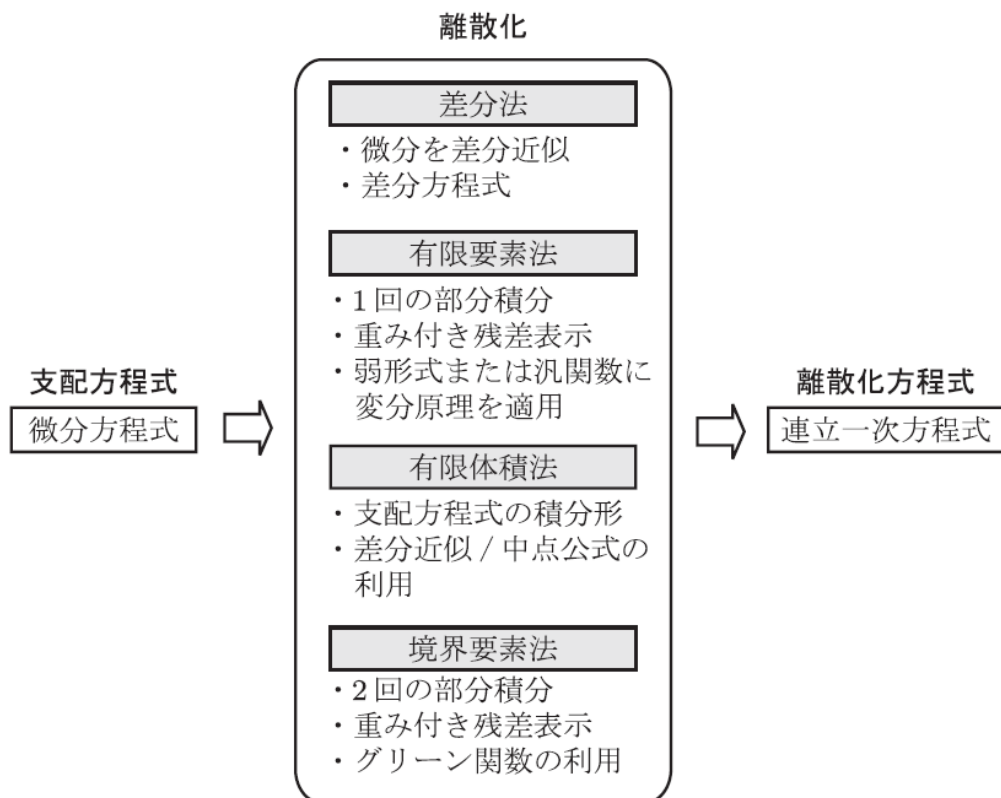 離散化
差分法
・微分を差分近似
・差分方程式
有限要素法
・1回の部分積分
・重み付き残差表示
・弱形式または汎関数に
変分原理を適用
支配方程式
微分方程式
離散化方程式
連立一次方程式
有限体積法
・支配方程式の積分形
・差分近似 / 中点公式の
利用
境界要素法
・2回の部分積分
・重み付き残差表示
・グリーン関数の利用